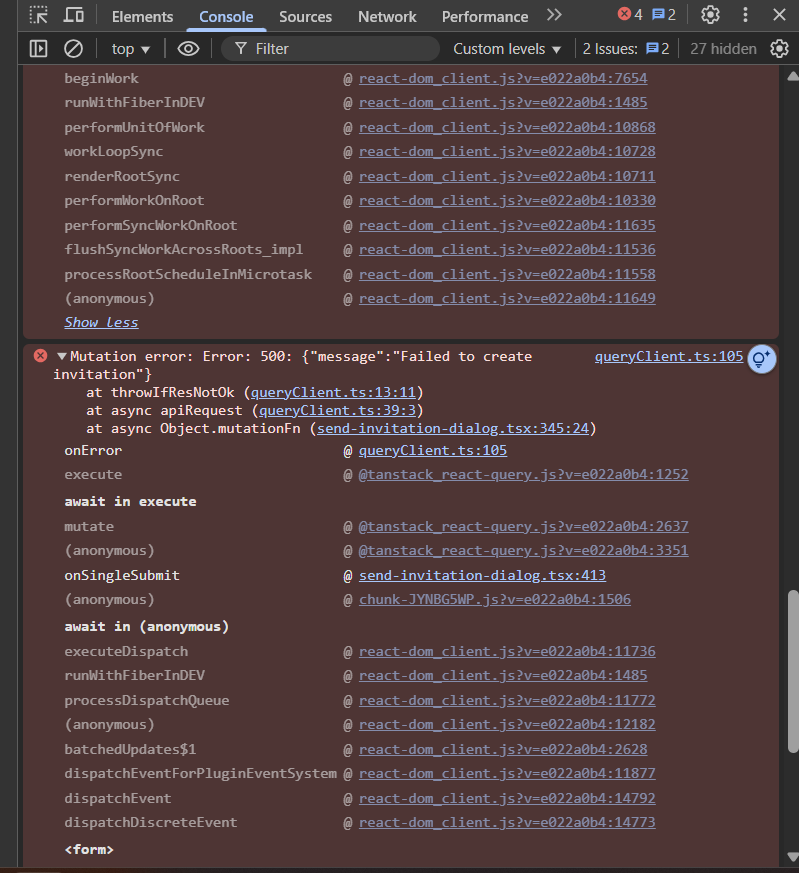 Elements Console Sources Network Performance 4 2
top Filter Custom levels 2 Issues: 2 27 hidden
beginWork @ react-dom_client.js?v=e022a0b4:7654
runWithFiberInDEV @ react-dom_client.js?v=e022a0b4:1485
performUnitOfWork @ react-dom_client.js?v=e022a0b4:10868
workLoopSync @ react-dom_client.js?v=e022a0b4:10728
renderRootSync @ react-dom_client.js?v=e022a0b4:10711
performWorkOnRoot @ react-dom_client.js?v=e022a0b4:10330
performSyncWorkOnRoot @ react-dom_client.js?v=e022a0b4:11635
flushSyncWorkAcrossRoots_impl @ react-dom_client.js?v=e022a0b4:11536
processRootScheduleInMicrotask @ react-dom_client.js?v=e022a0b4:11558
(anonymous) @ react-dom_client.js?v=e022a0b4:11649
Show less
Mutation error: Error: 500: {"message":"Failed to create queryClient.ts:105
invitation"}
at throwIfResNotOk (queryClient.ts:13:11)
at async apiRequest (queryClient.ts:39:3)
at async Object.mutationFn (send-invitation-dialog.tsx:345:24)
onError @ queryClient.ts:105
execute @ @tanstack_react-query.js?v=e022a0b4:1252
await in execute
mutate @ @tanstack_react-query.js?v=e022a0b4:2637
(anonymous) @ @tanstack_react-query.js?v=e022a0b4:3351
onSingleSubmit @ send-invitation-dialog.tsx:413
(anonymous) @ chunk-JYNBG5WP.js?v=e022a0b4:1506
await in (anonymous)
executeDispatch @ react-dom_client.js?v=e022a0b4:11736
runWithFiberInDEV @ react-dom_client.js?v=e022a0b4:1485
processDispatchQueue @ react-dom_client.js?v=e022a0b4:11772
(anonymous) @ react-dom_client.js?v=e022a0b4:12182
batchedUpdates$1 @ react-dom_client.js?v=e022a0b4:2628
dispatchEventForPluginEventSystem @ react-dom_client.js?v=e022a0b4:11877
dispatchEvent @ react-dom_client.js?v=e022a0b4:14792
dispatchDiscreteEvent @ react-dom_client.js?v=e022a0b4:14773
<form>